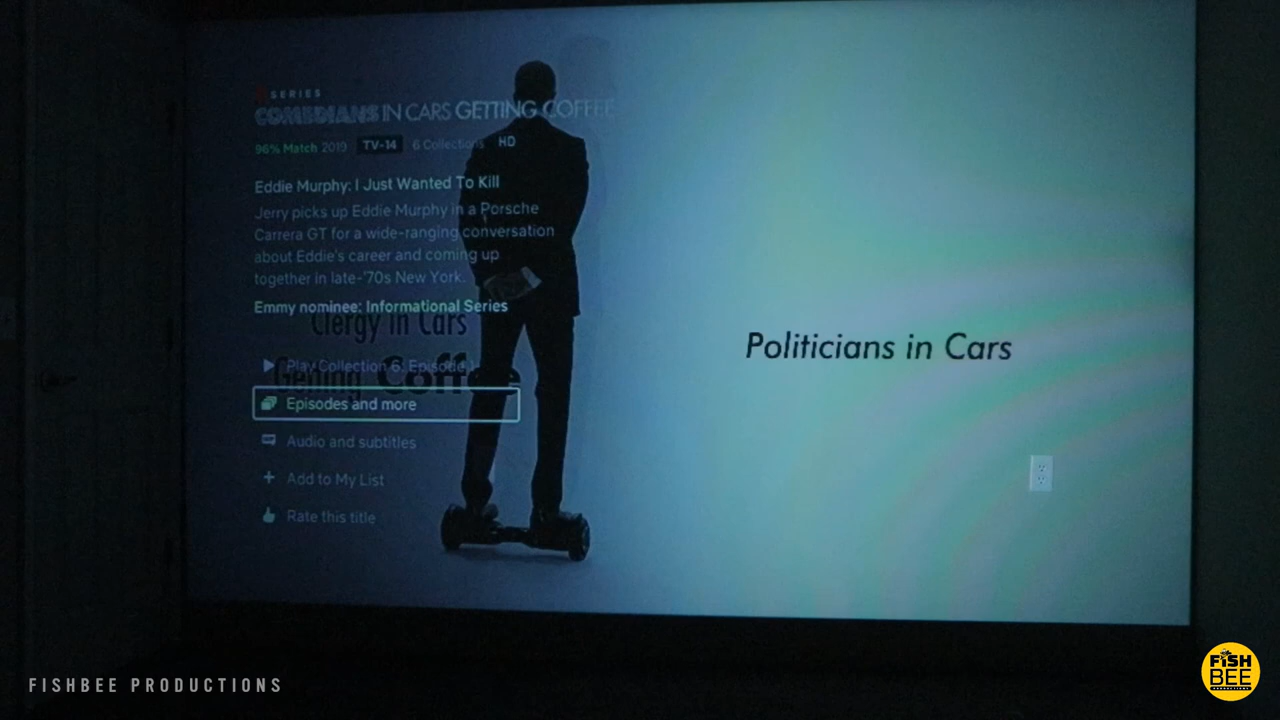 SERIES
COMEDIANS IN CARS GETTING COFFEE
96% Match 2019 TV-14 6 Collections HD
Eddie Murphy: I Just Wanted To Kill
Jerry picks up Eddie Murphy in a Porsche
Carrera GT for a wide-ranging conversation
about Eddie's career and coming up
together in late-'70s New York.
Emmy nominee: Informational Series
Clergy in Cars
Getting Coffee
Play Collection 6: Episode
Episodes and more
Audio and subtitles
Add to My List
Rate this title
Politicians in Cars
FISHBEE PRODUCTIONS
FISH
BEE
PRODUCTIONS